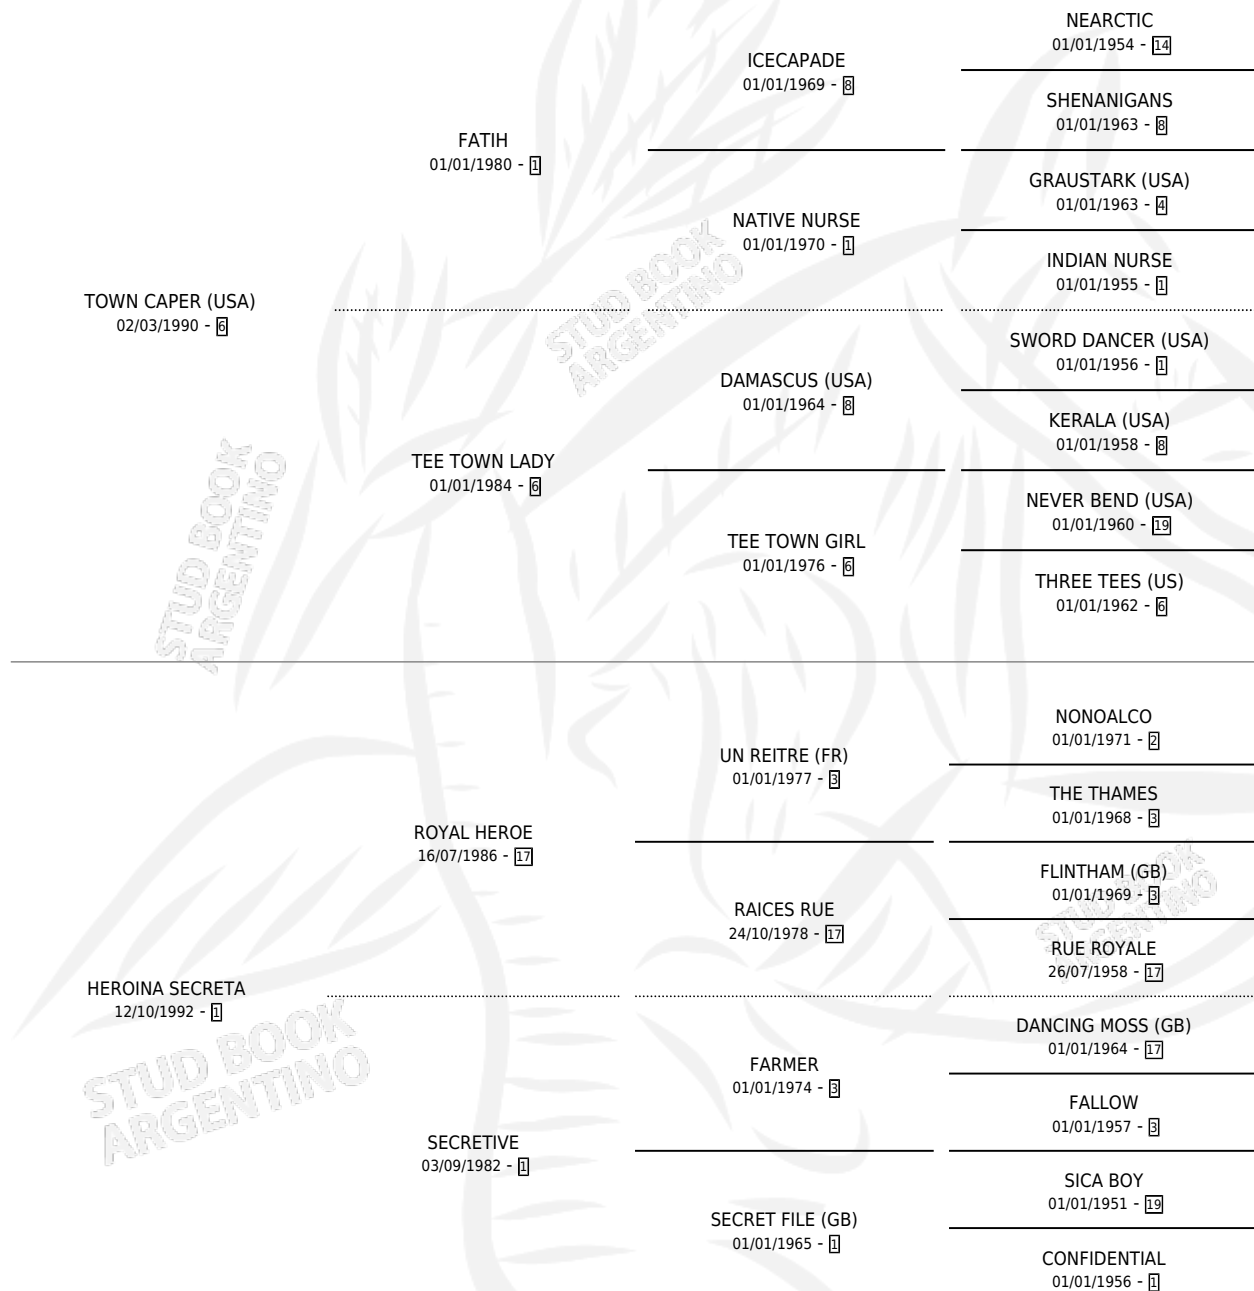 NEARCTIC
01/01/1954 - 14
ICECAPADE
01/01/1969 - 8
SHENANIGANS
01/01/1963 - 8
FATIH
01/01/1980 - 1
GRAUSTARK (USA)
01/01/1963 - 4
NATIVE NURSE
01/01/1970 - 1
INDIAN NURSE
01/01/1955 - 1
TOWN CAPER (USA)
02/03/1990 - 6
SWORD DANCER (USA)
01/01/1956 - 1
DAMASCUS (USA)
01/01/1964 - 8
KERALA (USA)
01/01/1958 - 8
TEE TOWN LADY
01/01/1984 - 6
NEVER BEND (USA)
01/01/1960 - 19
TEE TOWN GIRL
01/01/1976 - 6
THREE TEES (US)
01/01/1962 - 6
NONOALCO
01/01/1971 - 2
UN REITRE (FR)
01/01/1977 - 3
THE THAMES
01/01/1968 - 3
ROYAL HEROE
16/07/1986 - 17
FLINTHAM (GB)
01/01/1969 - 3
RAICES RUE
24/10/1978 - 17
RUE ROYALE
26/07/1958 - 17
HEROINA SECRETA
12/10/1992 - 1
DANCING MOSS (GB)
01/01/1964 - 17
FARMER
01/01/1974 - 3
FALLOW
01/01/1957 - 3
SECRETIVE
03/09/1982 - 1
SICA BOY
01/01/1951 - 19
SECRET FILE (GB)
01/01/1965 - 1
CONFIDENTIAL
01/01/1956 - 1
STUD BOOK
ARGENTINO
STUD BOOK
ARGENTINO
STUD BOOK
ARGENTINO
STUD BOOK
ARGENTINO